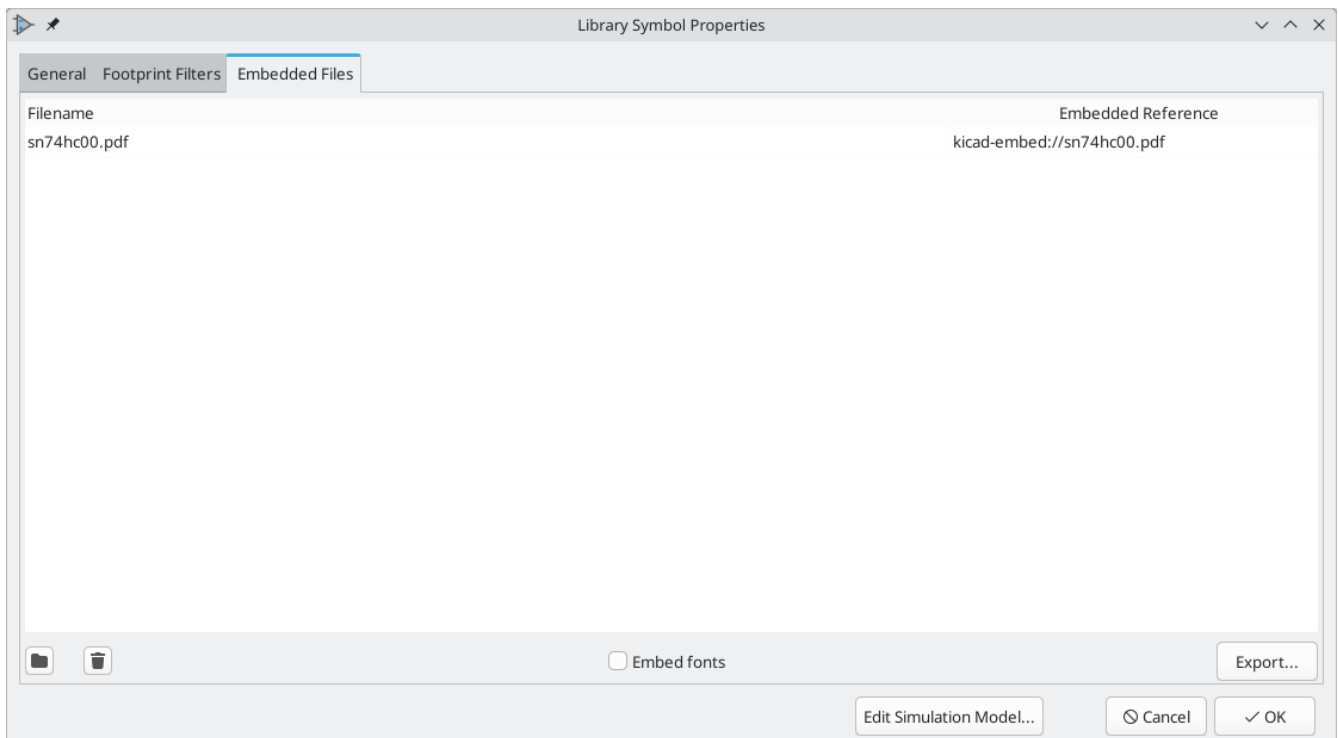 Library Symbol Properties
General Footprint Filters Embedded Files
Filename Embedded Reference
sn74hc00.pdf kicad-embed://sn74hc00.pdf
Embed fonts Export...
Edit Simulation Model... Cancel OK